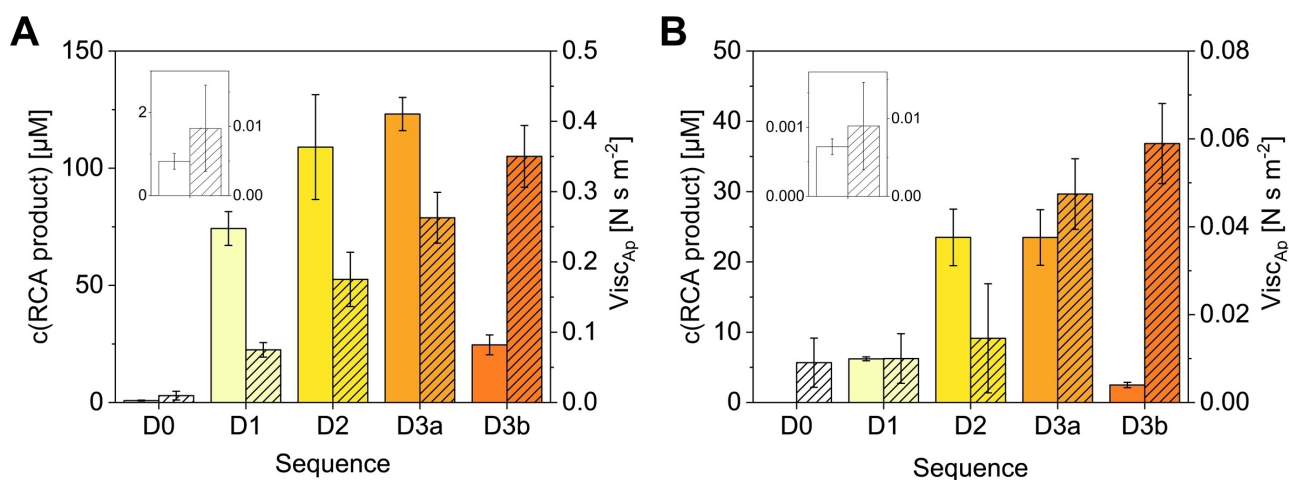 A
150
100
50
0
c(RCA product) [µM]
2
0
0.01
0.00
0.5
0.4
0.3
0.2
0.1
0.0
Visc_Ap [N s m⁻²]
D0 D1 D2 D3a D3b
Sequence
B
50
40
30
20
10
0
c(RCA product) [µM]
0.001
0.000
0.01
0.00
0.08
0.06
0.04
0.02
0.00
Visc_Ap [N s m⁻²]
D0 D1 D2 D3a D3b
Sequence